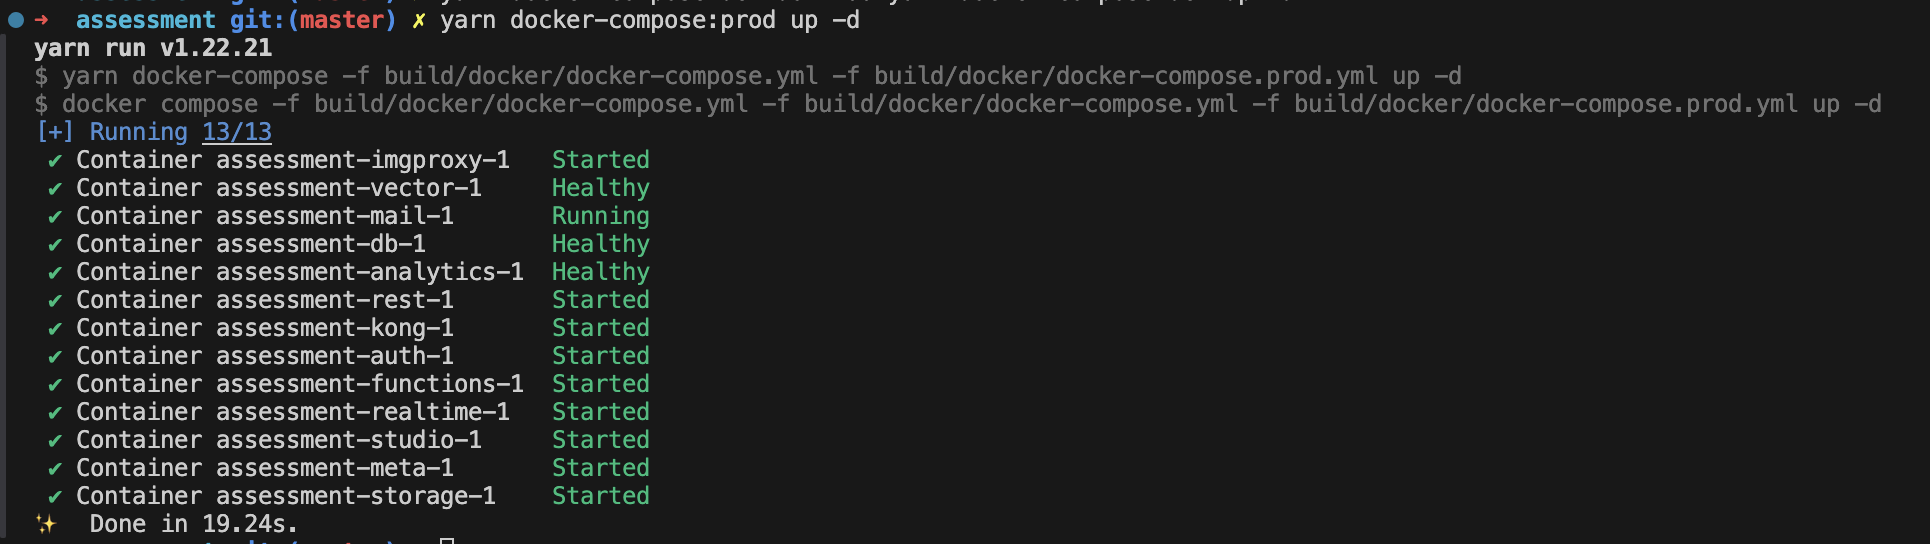 ➜  assessment git:(master) ✗ yarn docker-compose:prod up -d
yarn run v1.22.21
$ yarn docker-compose -f build/docker/docker-compose.yml -f build/docker/docker-compose.prod.yml up -d
$ docker compose -f build/docker/docker-compose.yml -f build/docker/docker-compose.yml -f build/docker/docker-compose.prod.yml up -d
[+] Running 13/13
✔ Container assessment-imgproxy-1   Started
✔ Container assessment-vector-1     Healthy
✔ Container assessment-mail-1       Running
✔ Container assessment-db-1         Healthy
✔ Container assessment-analytics-1  Healthy
✔ Container assessment-rest-1       Started
✔ Container assessment-kong-1       Started
✔ Container assessment-auth-1       Started
✔ Container assessment-functions-1  Started
✔ Container assessment-realtime-1   Started
✔ Container assessment-studio-1     Started
✔ Container assessment-meta-1       Started
✔ Container assessment-storage-1    Started
✨  Done in 19.24s.